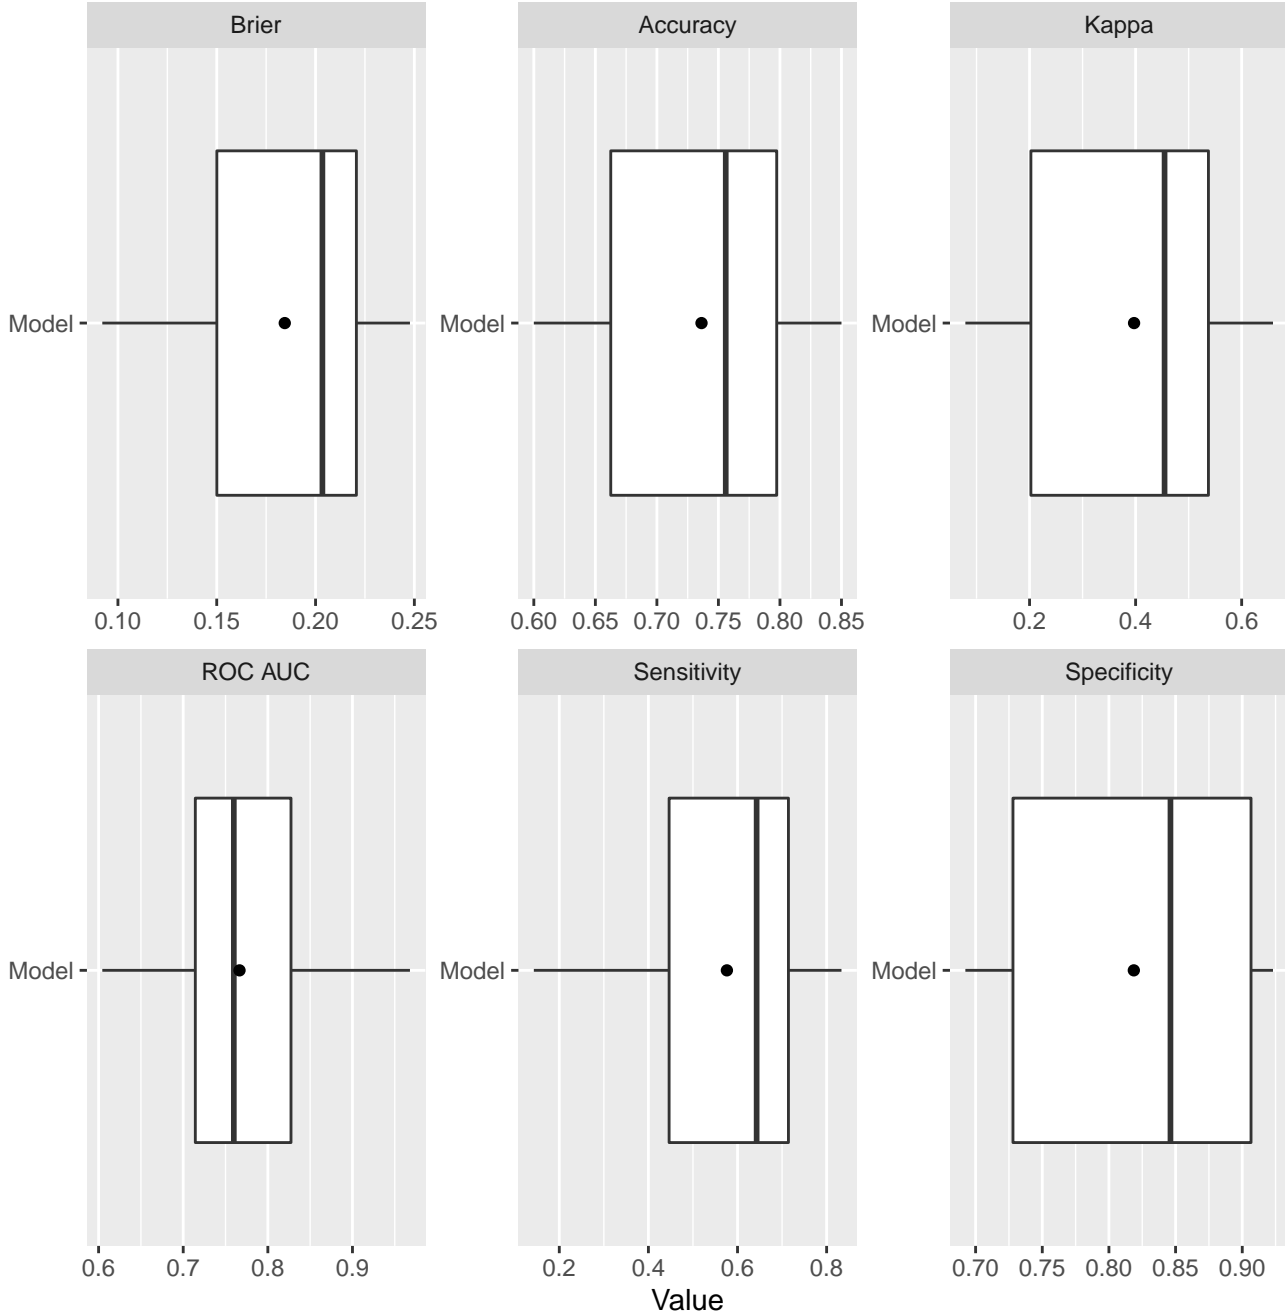 Brier Accuracy Kappa
Model Model Model
0.10 0.15 0.20 0.25 0.60 0.65 0.70 0.75 0.80 0.85 0.2 0.4 0.6
ROC AUC Sensitivity Specificity
Model Model Model
0.6 0.7 0.8 0.9 0.2 0.4 0.6 0.8 0.70 0.75 0.80 0.85 0.90
Value